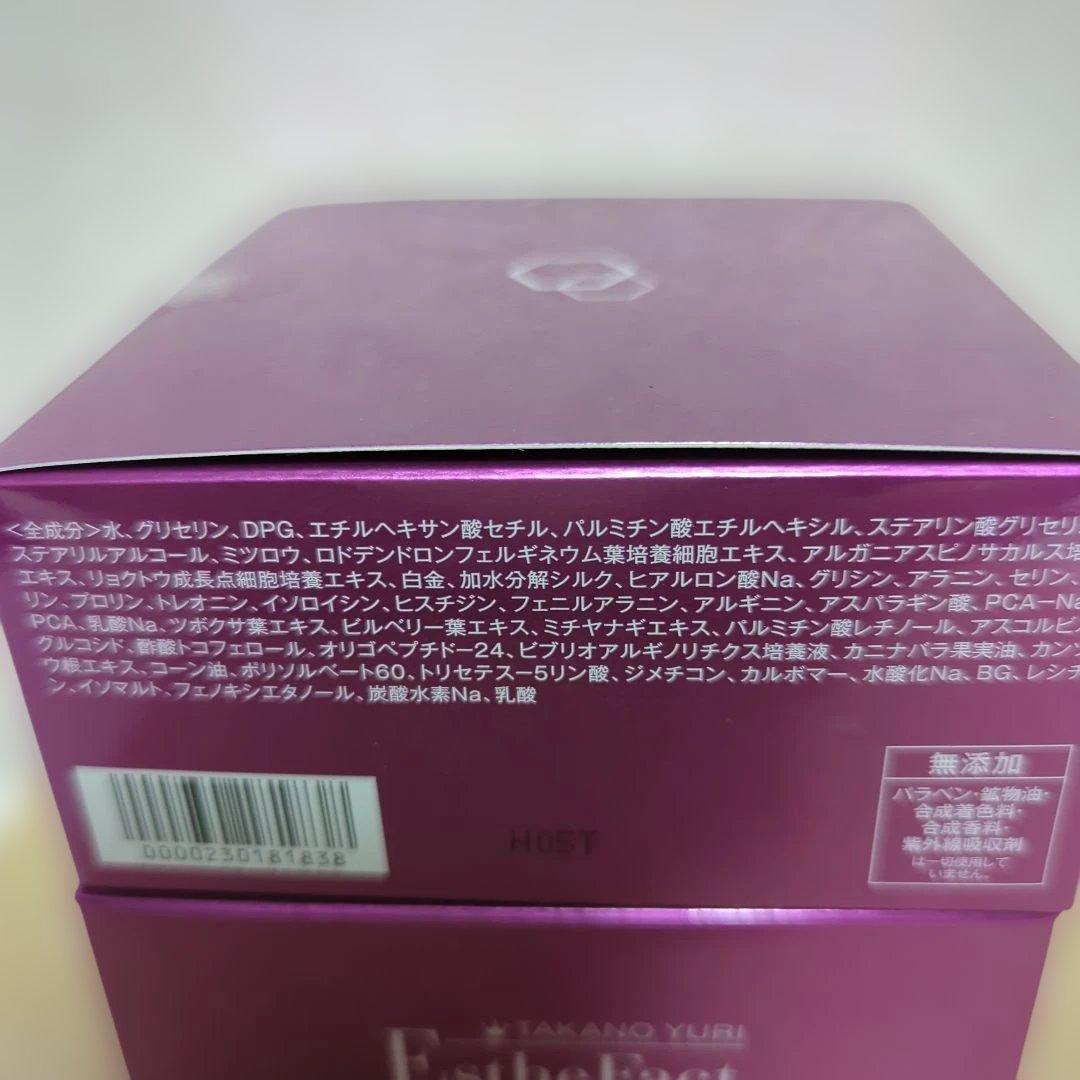 <全成分>水、グリセリン、DPG、エチルヘキサン酸セチル、パルミチン酸エチルヘキシル、ステアリン酸グリセリ
ステアリルアルコール、ミツロウ、ロドデンドロンフェルギネウム葉培養細胞エキス、アルガニアスピノサカルス培
エキス、リョクトウ成長点細胞培養エキス、白金、加水分解シルク、ヒアルロン酸Na、グリシン、アラニン、セリン、
リン、プロリン、トレオニン、イソロイシン、ヒスチジン、フェニルアラニン、アルギニン、アスパラギン酸、PCA-Na
PCA、乳酸Na、ツボクサ葉エキス、ビルベリー葉エキス、ミチヤナギエキス、パルミチン酸レチノール、アスコルビ
グルコシド、酢酸トコフェロール、オリゴペプチド-24、ビブリオアルギノリチクス培養液、カニナバラ果実油、カンゾ
ウ根エキス、コーン油、ポリソルベート60、トリセテス-5リン酸、ジメチコン、カルボマー、水酸化Na、BG、レシチ
ン、イソマルト、フェノキシエタノール、炭酸水素Na、乳酸
無添加
パラベン・鉱物油・
合成着色料・
合成香料・
紫外線吸収剤
は一切使用して
いません。
0000230181838
H05T
TAKANO YURI
EstheFact